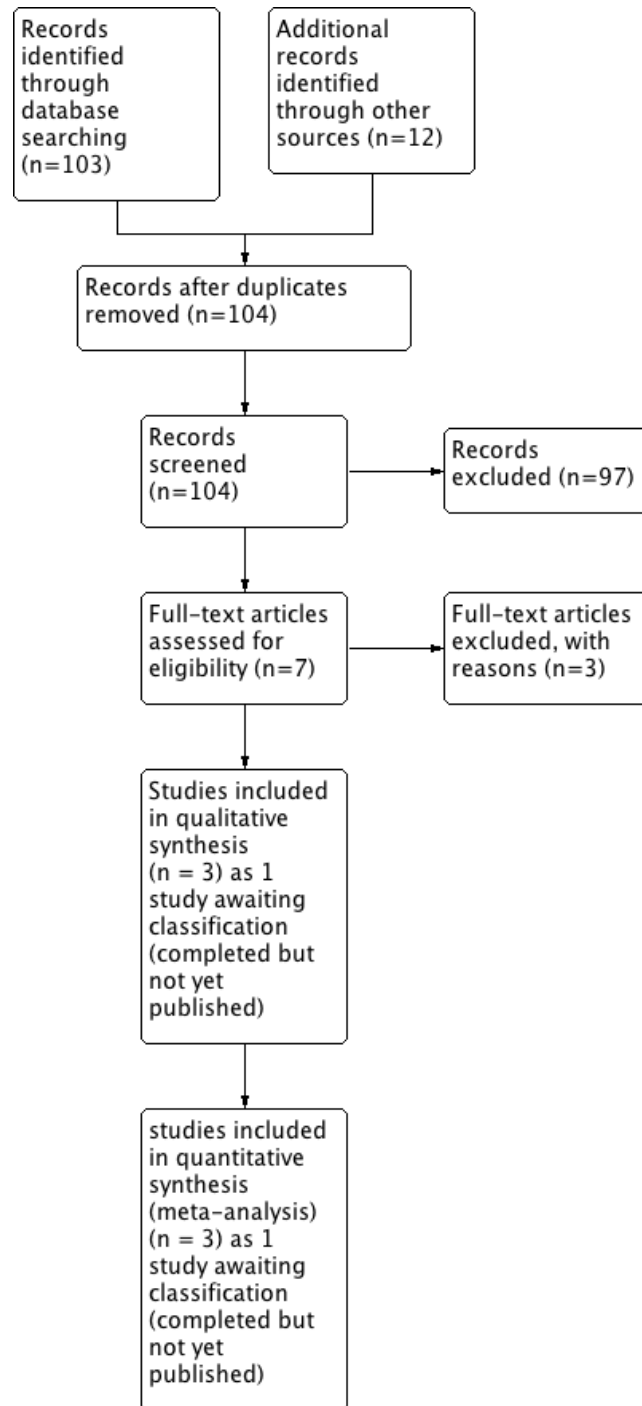 Records
identified
through
database
searching
(n=103)
Additional
records
identified
through other
sources (n=12)
Records after duplicates
removed (n=104)
Records
screened
(n=104)
Records
excluded (n=97)
Full-text articles
assessed for
eligibility (n=7)
Full-text articles
excluded, with
reasons (n=3)
Studies included
in qualitative
synthesis
(n = 3) as 1
study awaiting
classification
(completed but
not yet
published)
studies included
in quantitative
synthesis
(meta-analysis)
(n = 3) as 1
study awaiting
classification
(completed but
not yet
published)